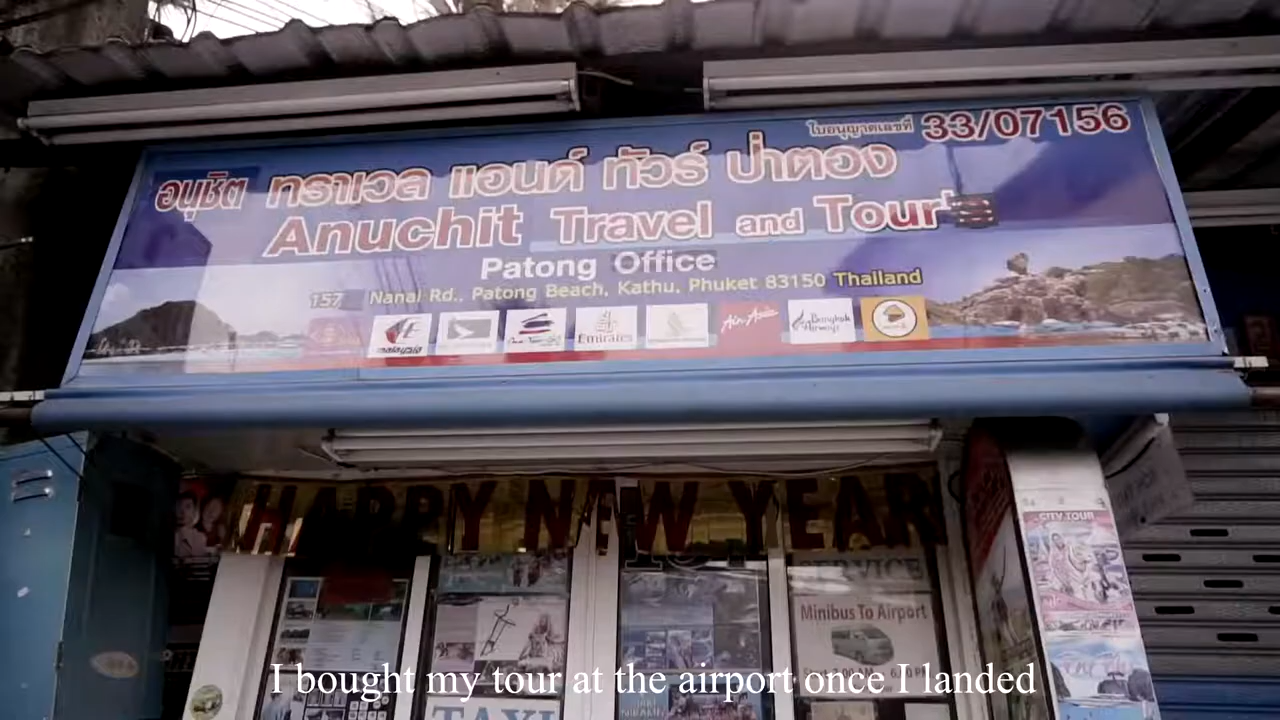 ใบอนุญาตเลขที่ 33/07156
อนุชิต ทราเวล แอนด์ ทัวร์ ป่าตอง
Anuchit Travel and Tour's
Patong Office
157 Nanai Rd., Patong Beach, Kathu, Phuket 83150 Thailand
malaysia
Emirates
Air Asia
Bangkok Airways
HAPPY NEW YEAR
SERVICE
CITY TOUR
Minibus To Airport
TAXI
I bought my tour at the airport once I landed